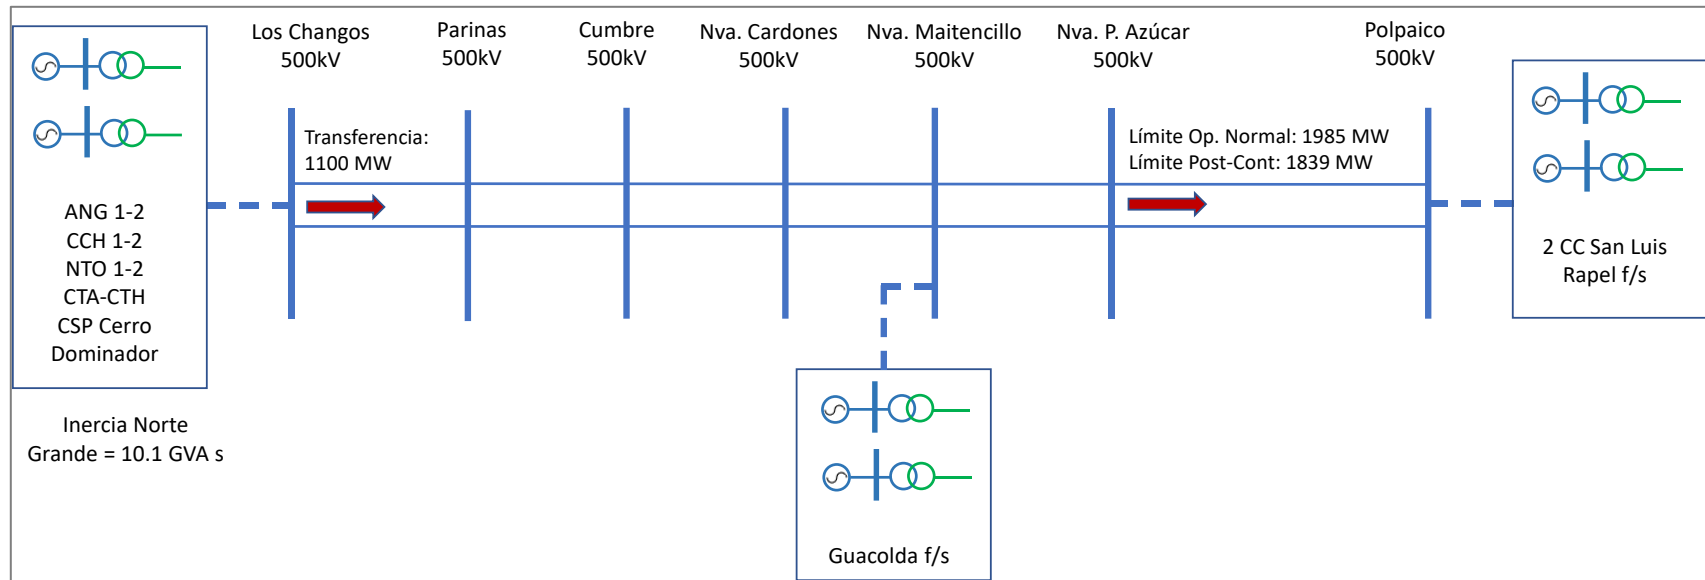 Los Changos
500kV
Parinas
500kV
Cumbre
500kV
Nva. Cardones
500kV
Nva. Maitencillo
500kV
Nva. P. Azúcar
500kV
Polpaico
500kV
Transferencia:
1100 MW
Límite Op. Normal: 1985 MW
Límite Post-Cont: 1839 MW
ANG 1-2
CCH 1-2
NTO 1-2
CTA-CTH
CSP Cerro
Dominador
2 CC San Luis
Rapel f/s
Inercia Norte
Grande = 10.1 GVA s
Guacolda f/s